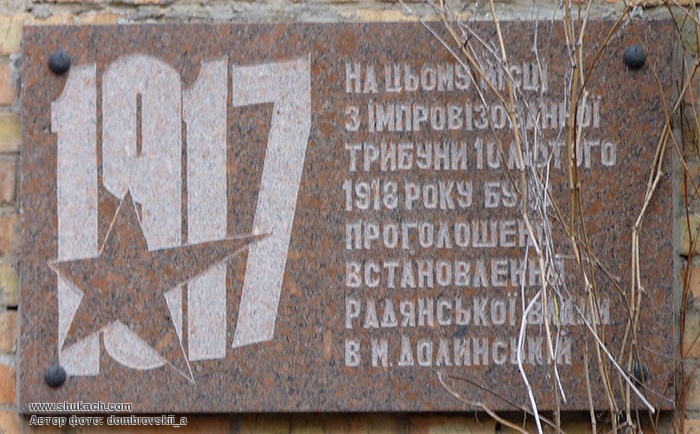 1917
НА ЦЬОМУ МІСЦІ
З ІМПРОВІЗОВАННОЇ
ТРИБУНИ 10 ЛЮТОГО
1918 РОКУ БУЛО
ПРОГОЛОШЕНО
ВСТАНОВЛЕННЯ
РАДЯНСЬКОЇ ВЛАДИ
В М. ДОЛИНСЬКІЙ
www.shukach.com
Автор фото: dombrovskii_a